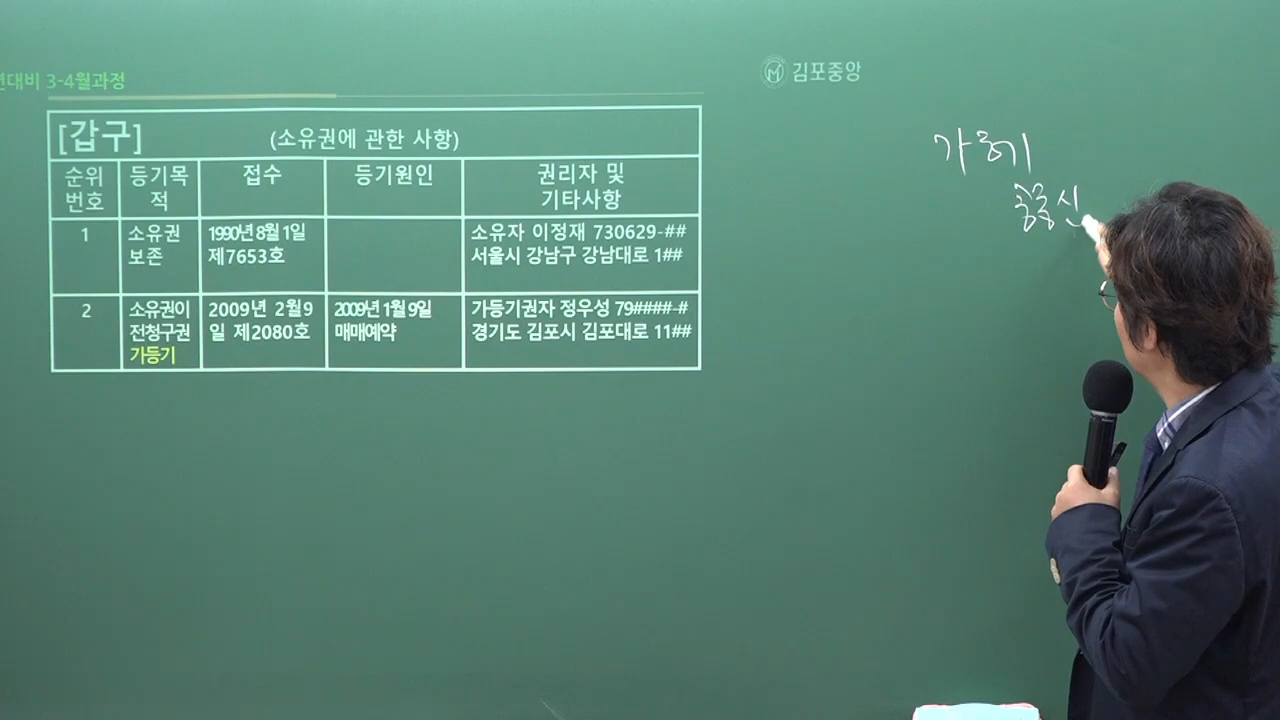 년대비 3-4월과정
김포중앙
[갑구] (소유권에 관한 사항)
순위번호 등기목적 접수 등기원인 권리자 및 기타사항
1 소유권보존 1990년 8월 1일 제7653호 소유자 이정재 730629-## 서울시 강남구 강남대로 1##
2 소유권이전청구권가등기 2009년 2월9일 제2080호 2009년 1월 9일 매매예약 가등기권자 정우성 79####-# 경기도 김포시 김포대로 11##
가등기
공동신